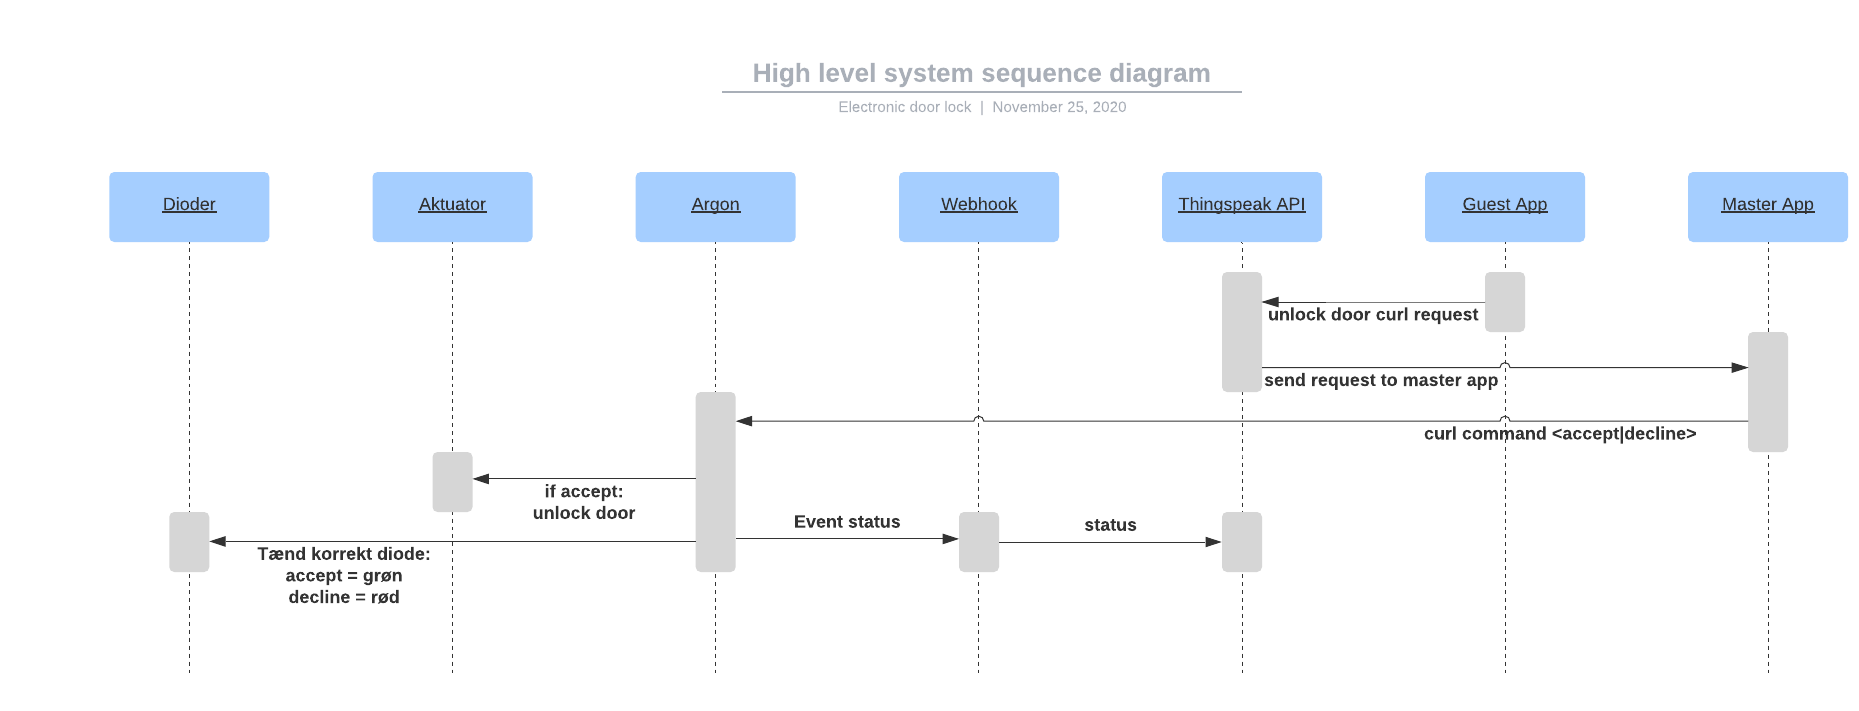 High level system sequence diagram
Electronic door lock | November 25, 2020
Dioder
Aktuator
Argon
Webhook
Thingspeak API
Guest App
Master App
unlock door curl request
send request to master app
curl command <accept|decline>
if accept:
unlock door
Event status
status
Tænd korrekt diode:
accept = grøn
decline = rød